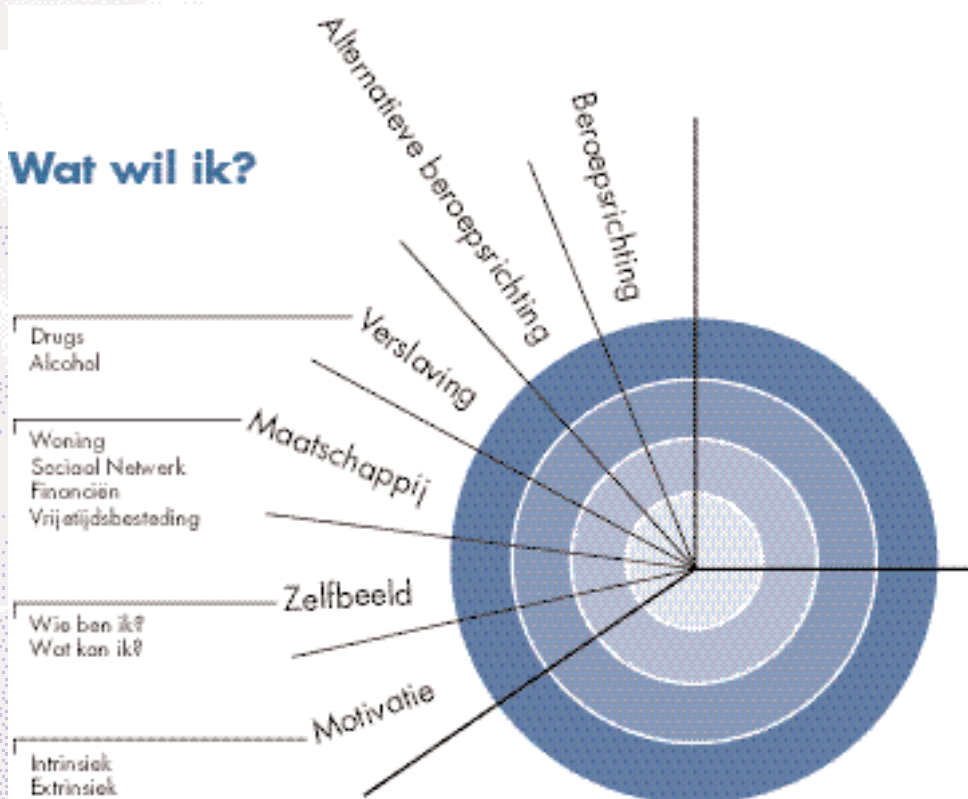 Wat wil ik?
Beroepsrichting
Alternatieve beroepsrichting
Verslaving
Drugs
Alcohol
Maatschappij
Woning
Sociaal Netwerk
Financiën
Vrijetijdsbesteding
Zelfbeeld
Wie ben ik?
Wat kan ik?
Motivatie
Intrinsiek
Extrinsiek